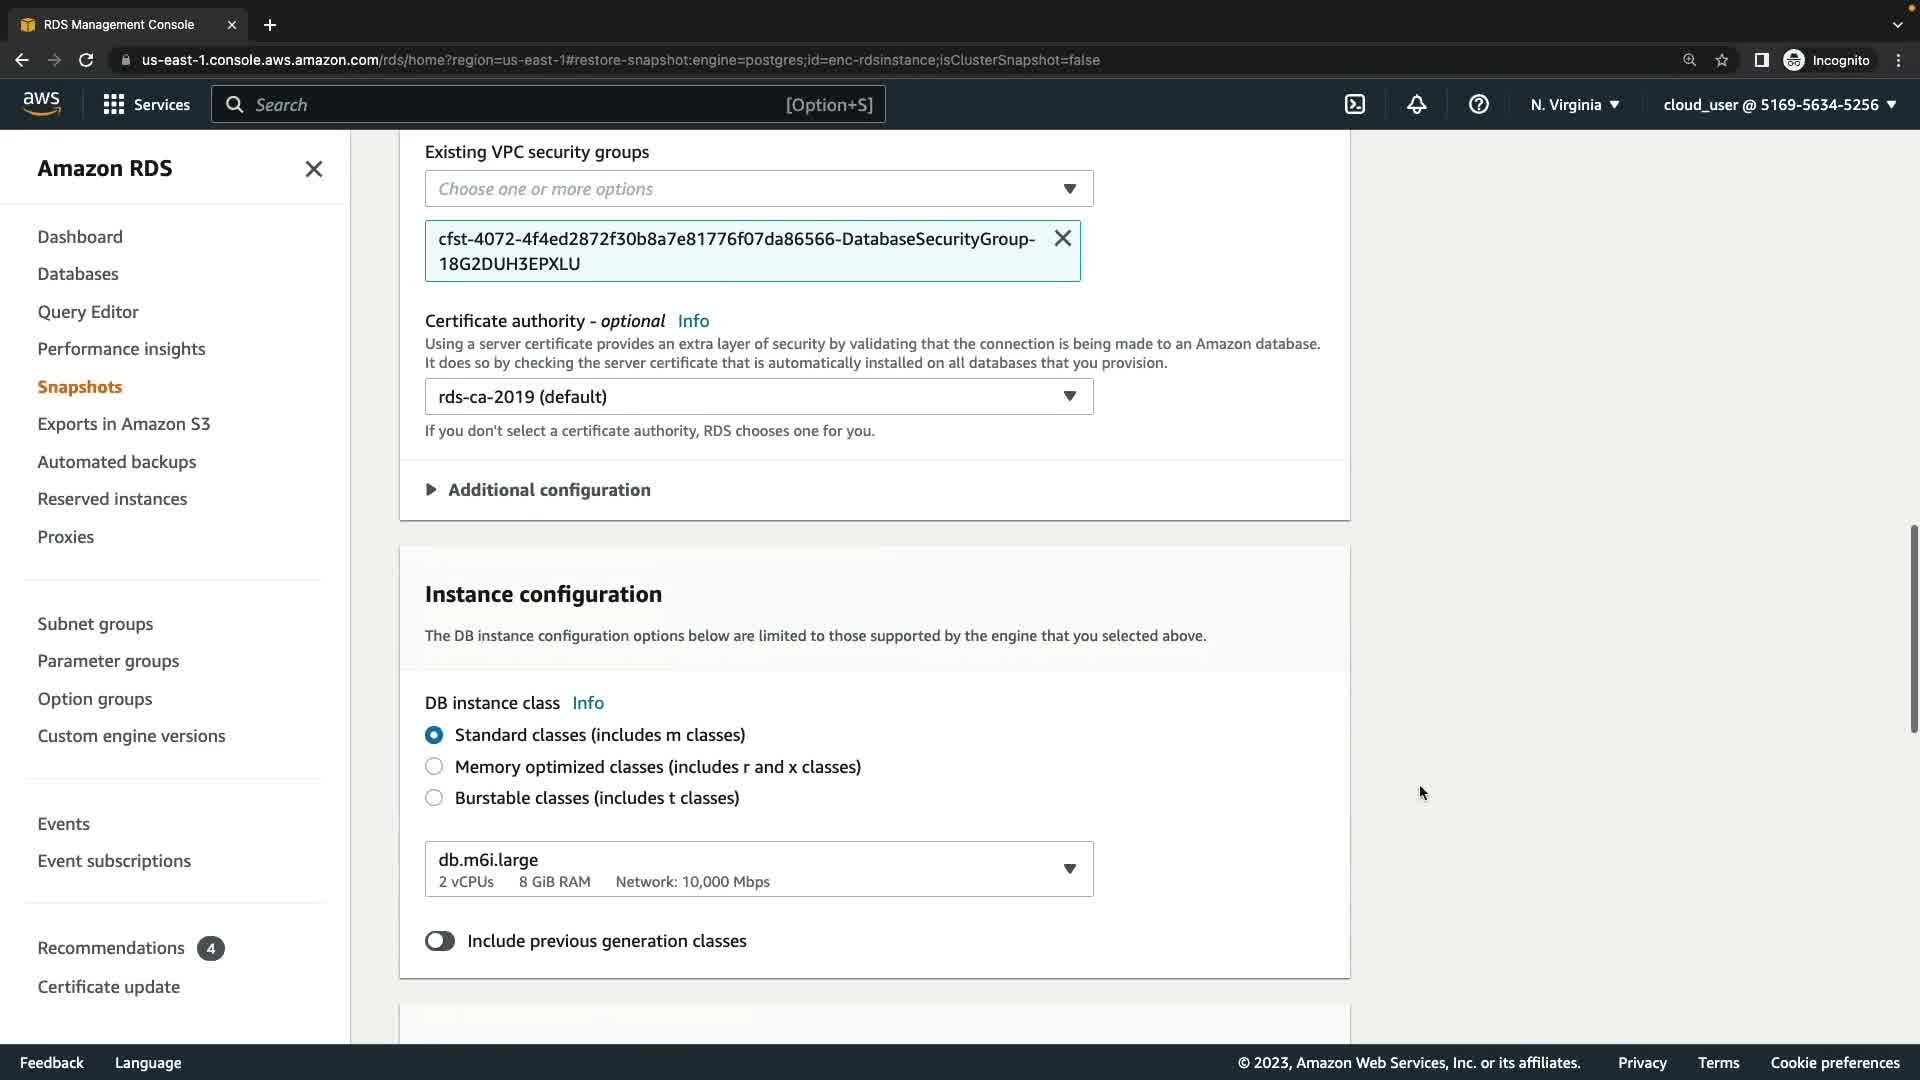 RDS Management Console
us-east-1.console.aws.amazon.com/rds/home?region=us-east-1#restore-snapshot:engine=postgres;id=enc-rdsinstance;isClusterSnapshot=false
Incognito
aws
Services
Search
[Option+S]
N. Virginia
cloud_user @ 5169-5634-5256
Amazon RDS
Dashboard
Databases
Query Editor
Performance insights
Snapshots
Exports in Amazon S3
Automated backups
Reserved instances
Proxies
Subnet groups
Parameter groups
Option groups
Custom engine versions
Events
Event subscriptions
Recommendations 4
Certificate update
Existing VPC security groups
Choose one or more options
cfst-4072-4f4ed2872f30b8a7e81776f07da86566-DatabaseSecurityGroup-
18G2DUH3EPXLU
Certificate authority - optional Info
Using a server certificate provides an extra layer of security by validating that the connection is being made to an Amazon database.
It does so by checking the server certificate that is automatically installed on all databases that you provision.
rds-ca-2019 (default)
If you don't select a certificate authority, RDS chooses one for you.
Additional configuration
Instance configuration
The DB instance configuration options below are limited to those supported by the engine that you selected above.
DB instance class Info
Standard classes (includes m classes)
Memory optimized classes (includes r and x classes)
Burstable classes (includes t classes)
db.m6i.large
2 vCPUs 8 GiB RAM Network: 10,000 Mbps
Include previous generation classes
Feedback
Language
© 2023, Amazon Web Services, Inc. or its affiliates.
Privacy
Terms
Cookie preferences